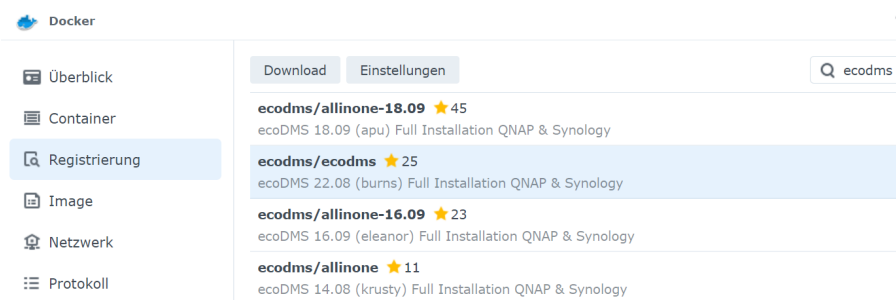 Docker
Überblick
Container
Registrierung
Image
Netzwerk
Protokoll
Download Einstellungen ecodms
ecodms/allinone-18.09 45
ecoDMS 18.09 (apu) Full Installation QNAP & Synology
ecodms/ecodms 25
ecoDMS 22.08 (burns) Full Installation QNAP & Synology
ecodms/allinone-16.09 23
ecoDMS 16.09 (eleanor) Full Installation QNAP & Synology
ecodms/allinone 11
ecoDMS 14.08 (krusty) Full Installation QNAP & Synology